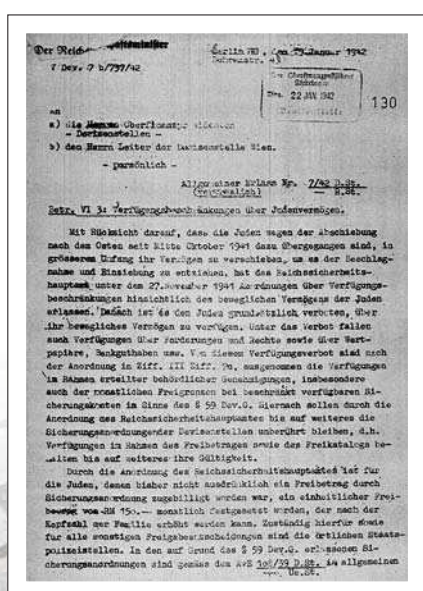 Der Reichswirtschaftsminister
7 Dev. 7 b/737/42
Berlin , den Januar 1942
22 JAN 1942
130
an
a) die Herren Oberfinanzpräsidenten
- Devisenstellen -
b) den Herrn Leiter der Devisenstelle Wien.
- persönlich -
Allgemeiner Erlass Nr. 7/42 D.St.
(vertraulich) R.St.
Betr. VI 3: Verfügungsbeschränkungen über Judenvermögen.
Mit Rücksicht darauf, dass die Juden wegen der Abschiebung
nach dem Osten seit Mitte Oktober 1941 dazu übergegangen sind, in
grösserem Umfang ihr Vermögen zu verschieben, um es der Beschlag-
nahme und Einziehung zu entziehen, hat das Reichssicherheits-
hauptamt unter dem 27.November 1941 Anordnungen über Verfügungs-
beschränkungen hinsichtlich des beweglichen Vermögens der Juden
erlassen. Danach ist es den Juden grundsätzlich verboten, über
ihr bewegliches Vermögen zu verfügen. Unter das Verbot fallen
auch Verfügungen über Forderungen und Rechte sowie über Wert-
papiere, Bankguthaben usw. Von diesem Verfügungsverbot sind nach
der Anordnung in Ziff. III Ziff. ausgenommen die Verfügungen
im Rahmen erteilter behördlicher Genehmigungen, insbesondere
auch der monatlichen Freigrenzen bei beschränkt verfügbaren Si-
cherungskonten im Sinne des § 59 Dev.G. Hiernach sollen durch die
Anordnung des Reichssicherheitshauptamtes bis auf weiteres die
Sicherungsanordnungen der Devisenstellen unberührt bleiben, d.h.
Verfügungen im Rahmen des Freibetrages sowie des Freikatalogs be-
halten bis auf weiteres ihre Gültigkeit.
Durch die Anordnung des Reichssicherheitshauptamtes ist für
die Juden, denen bisher nicht ausdrücklich ein Freibetrag durch
Sicherungsanordnung zugebilligt worden war, ein einheitlicher Frei-
betrag von RM 150.-- monatlich festgesetzt worden, der nach der
Kopfzahl der Familie erhöht werden kann. Zuständig hierfür sowie
für alle sonstigen Freigabeentscheidungen sind die örtlichen Staats-
polizeistellen. In den auf Grund des § 59 Dev.G. erlassenen Si-
cherungsanordnungen sind gemäss dem RvE 108/39 D.St. im allgemeinen
Ue.St.